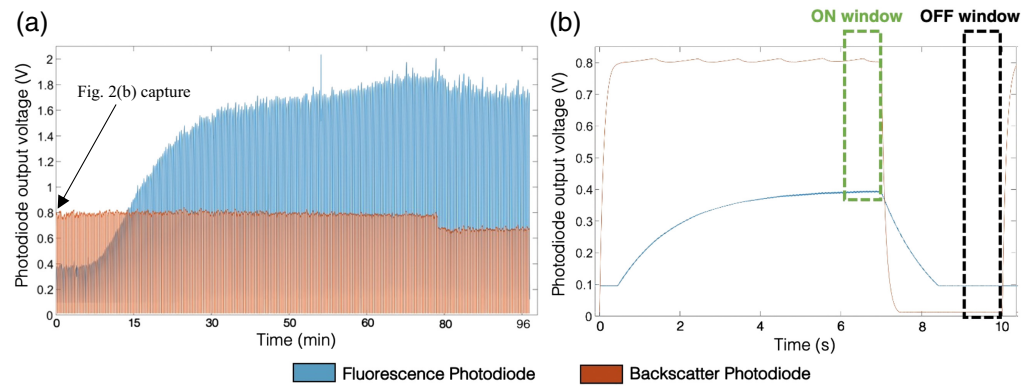 (a)
Photodiode output voltage (V)
2
1.8
1.6
1.4
1.2
1
0.8
0.6
0.4
0.2
0
Fig. 2(b) capture
0 15 30 50 60 80 96
Time (min)
(b)
ON window OFF window
Photodiode output voltage (V)
0.8
0.7
0.6
0.5
0.4
0.3
0.2
0.1
0
0 2 4 6 8 10
Time (s)
Fluorescence Photodiode Backscatter Photodiode